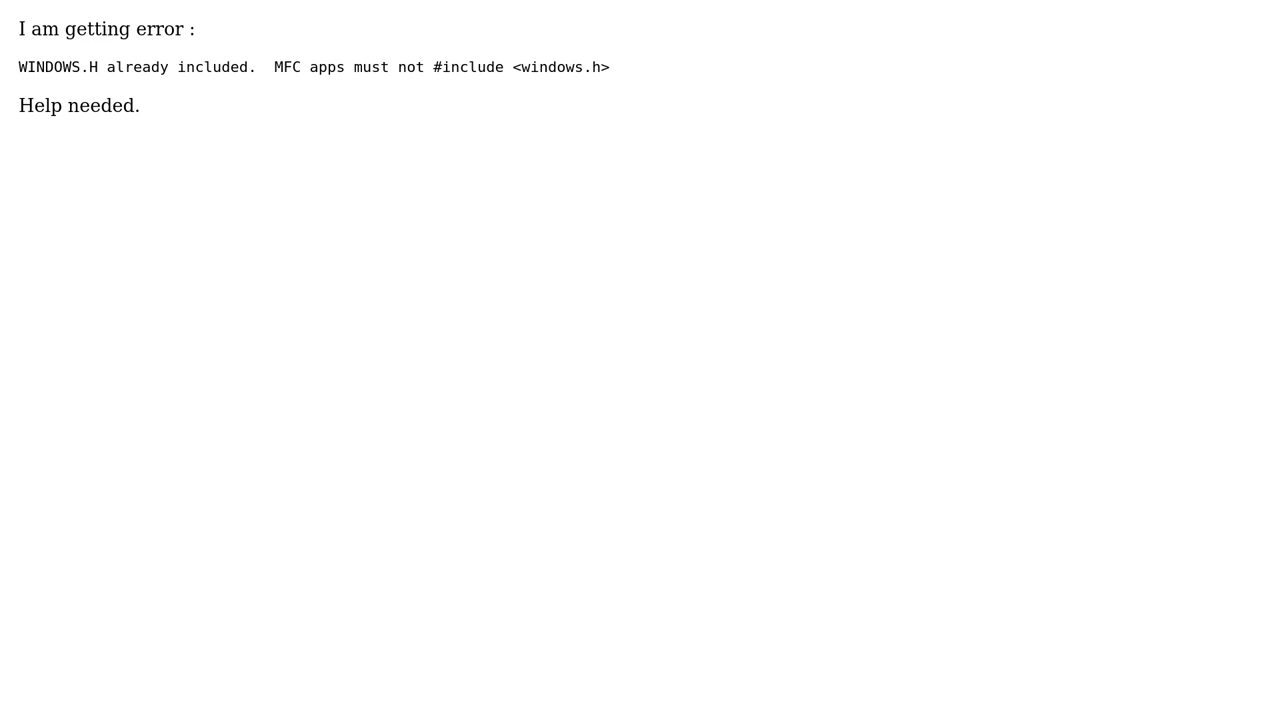 I am getting error :
WINDOWS.H already included.  MFC apps must not #include <windows.h>
Help needed.